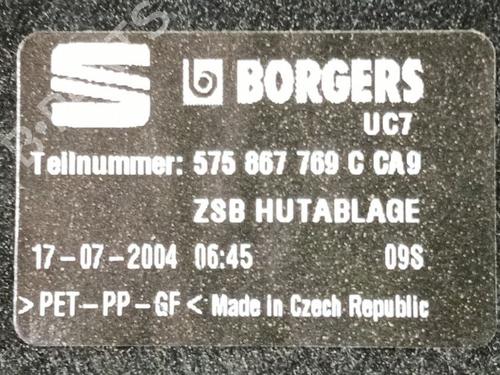 BORGERS
UC7
Teilnummer: 575 867 769 C CA9
ZSB HUTABLAGE
17-07-2004 06:45 09S
>PET-PP-GF< Made in Czech Republic